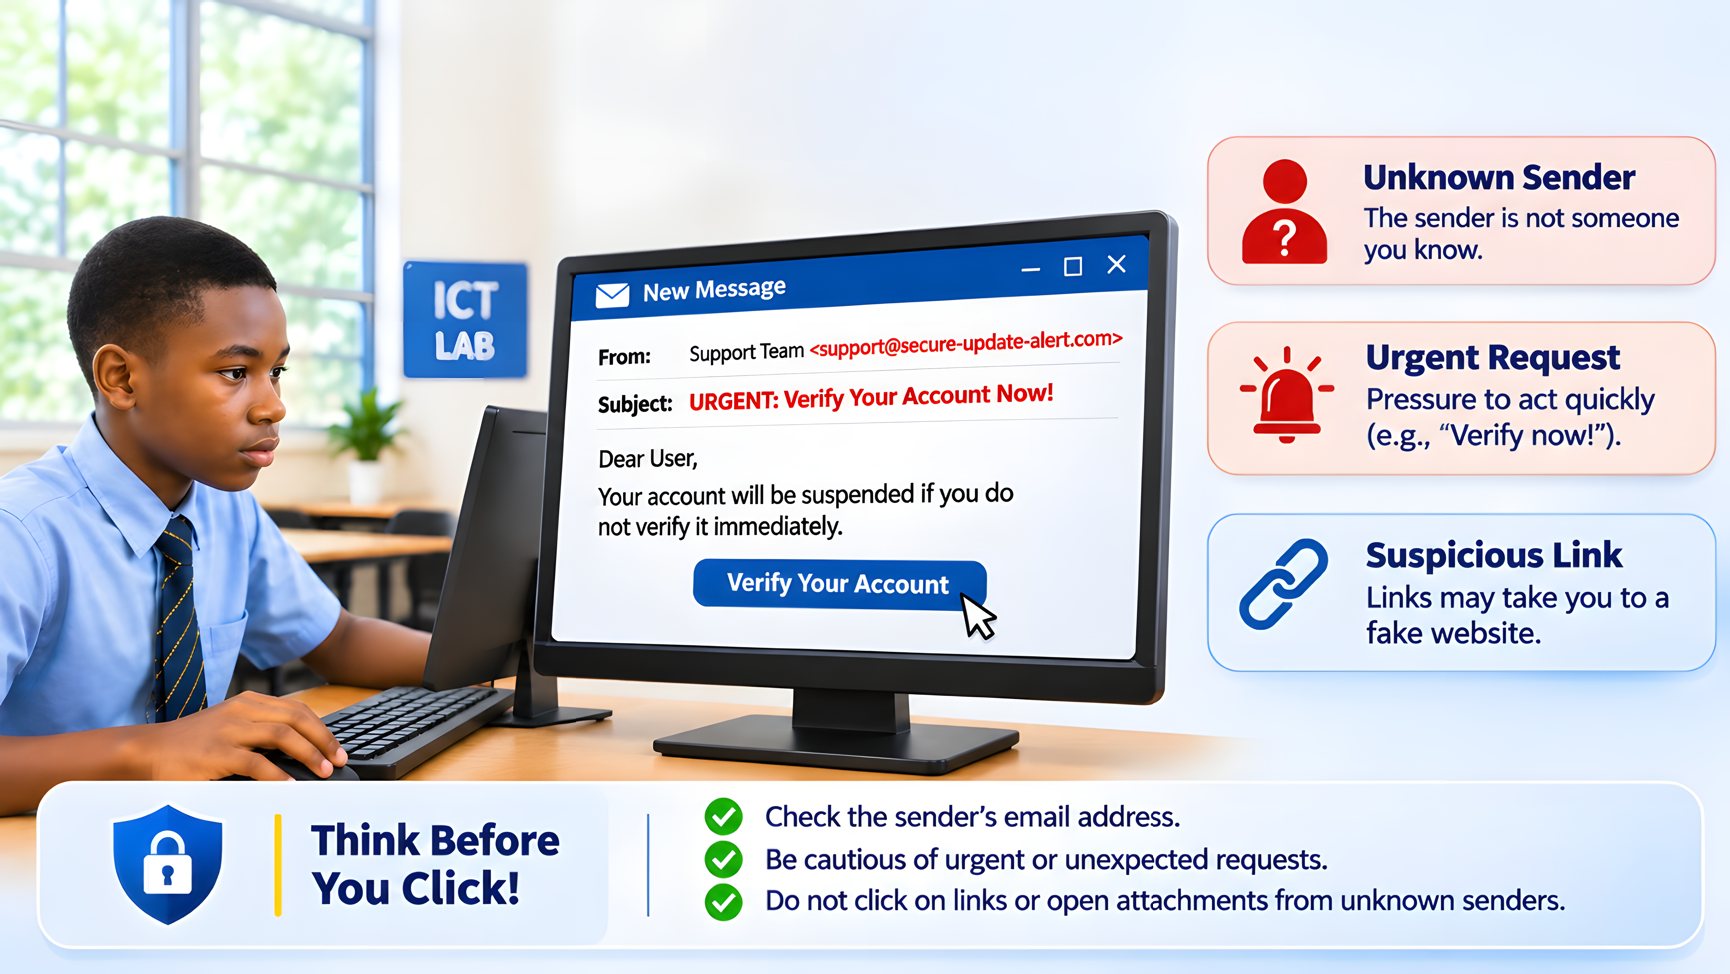 ICT
LAB
New Message
From: Support Team <support@secure-update-alert.com>
Subject: URGENT: Verify Your Account Now!
Dear User,
Your account will be suspended if you do
not verify it immediately.
Verify Your Account
Unknown Sender
The sender is not someone
you know.
Urgent Request
Pressure to act quickly
(e.g., “Verify now!”).
Suspicious Link
Links may take you to a
fake website.
Think Before
You Click!
Check the sender’s email address.
Be cautious of urgent or unexpected requests.
Do not click on links or open attachments from unknown senders.